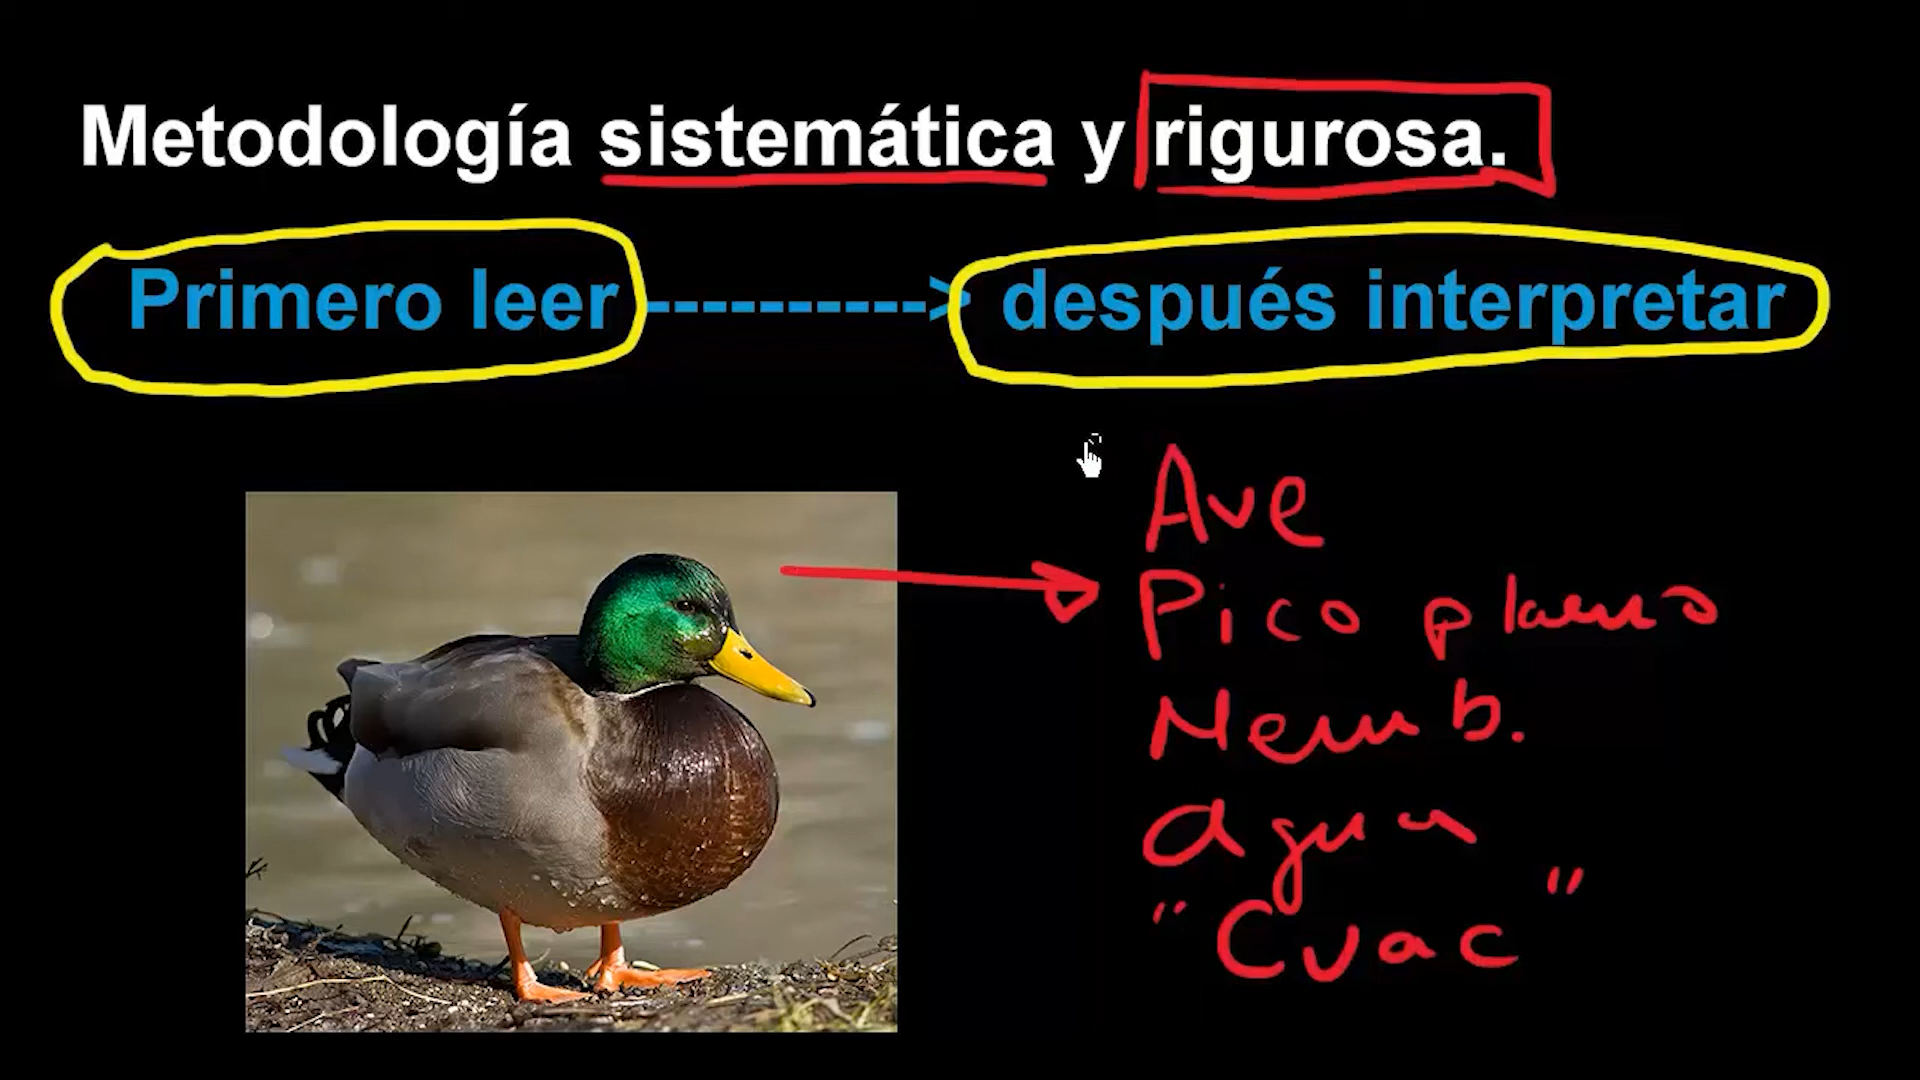 Metodología sistemática y rigurosa.
Primero leer ----------> después interpretar
Ave
Pico plano
Memb.
agua
"Cuac"